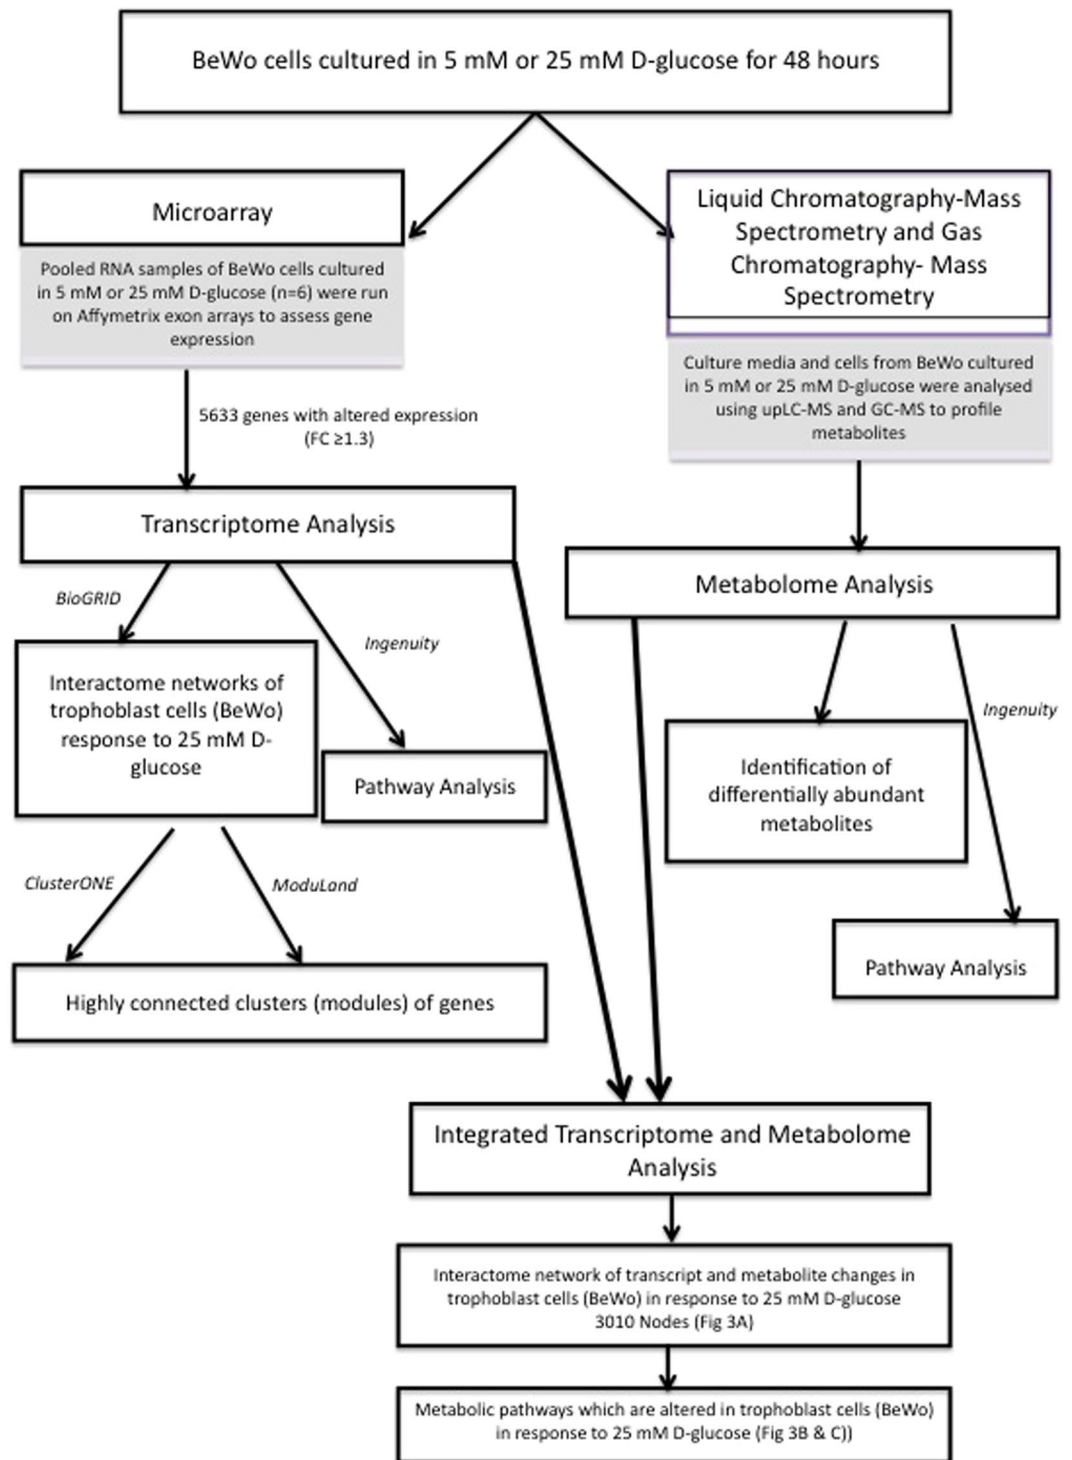 BeWo cells cultured in 5 mM or 25 mM D-glucose for 48 hours
Microarray
Pooled RNA samples of BeWo cells cultured
in 5 mM or 25 mM D-glucose (n=6) were run
on Affymetrix exon arrays to assess gene
expression
Liquid Chromatography-Mass
Spectrometry and Gas
Chromatography- Mass
Spectrometry
Culture media and cells from BeWo cultured
in 5 mM or 25 mM D-glucose were analysed
using upLC-MS and GC-MS to profile
metabolites
5633 genes with altered expression
(FC ≥1.3)
Transcriptome Analysis
Metabolome Analysis
BioGRID
Ingenuity
Interactome networks of
trophoblast cells (BeWo)
response to 25 mM D-
glucose
Pathway Analysis
Ingenuity
Identification of
differentially abundant
metabolites
ClusterONE
ModuLand
Pathway Analysis
Highly connected clusters (modules) of genes
Integrated Transcriptome and Metabolome
Analysis
Interactome network of transcript and metabolite changes in
trophoblast cells (BeWo) in response to 25 mM D-glucose
3010 Nodes (Fig 3A)
Metabolic pathways which are altered in trophoblast cells (BeWo)
in response to 25 mM D-glucose (Fig 3B & C))